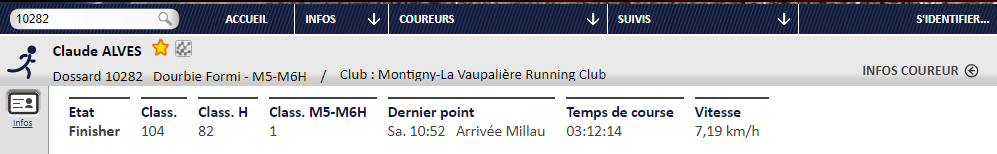 10282 ACCUEIL INFOS COUREURS SUIVIS S'IDENTIFIER...
Claude ALVES
Dossard 10282 Dourbie Formi - M5-M6H / Club : Montigny-La Vaupalière Running Club
INFOS COUREUR
Infos
Etat Class. Class. H Class. M5-M6H Dernier point Temps de course Vitesse
Finisher 104 82 1 Sa. 10:52 Arrivée Millau 03:12:14 7,19 km/h